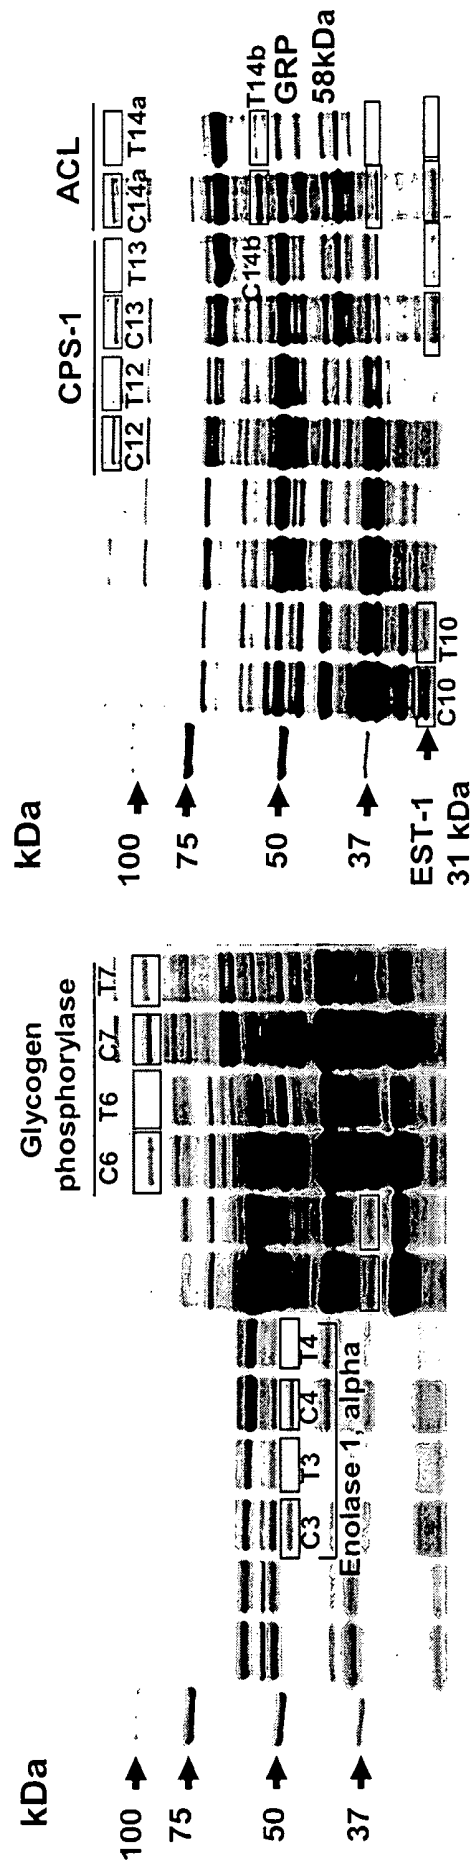 kDa
100
75
50
37
C3
T3
C4
T4
Enolase 1, alpha
Glycogen
phosphorylase
C6
T6
C7
T7
kDa
100
75
50
37
EST-1
31 kDa
C10
T10
CPS-1
C12
T12
C13
T13
ACL
C14a
T14a
C14b
T14b
GRP
58kDa